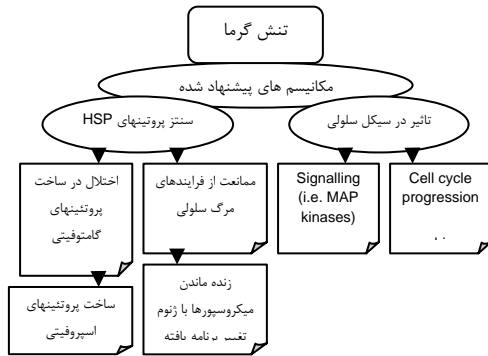 تنش گرما
مکانیسم های پیشنهاد شده
سنتز پروتینهای HSP
تاثیر در سیکل سلولی
اختلال در ساخت
پروتئینهای
گامتوفیتی
ممانعت از فرایندهای
مرگ سلولی
Signalling
(i.e. MAP
kinases)
Cell cycle
progression
. .
ساخت پروتئینهای
اسپروفیتی
زنده ماندن
میکروسپورها با ژنوم
تغییر برنامه یافته